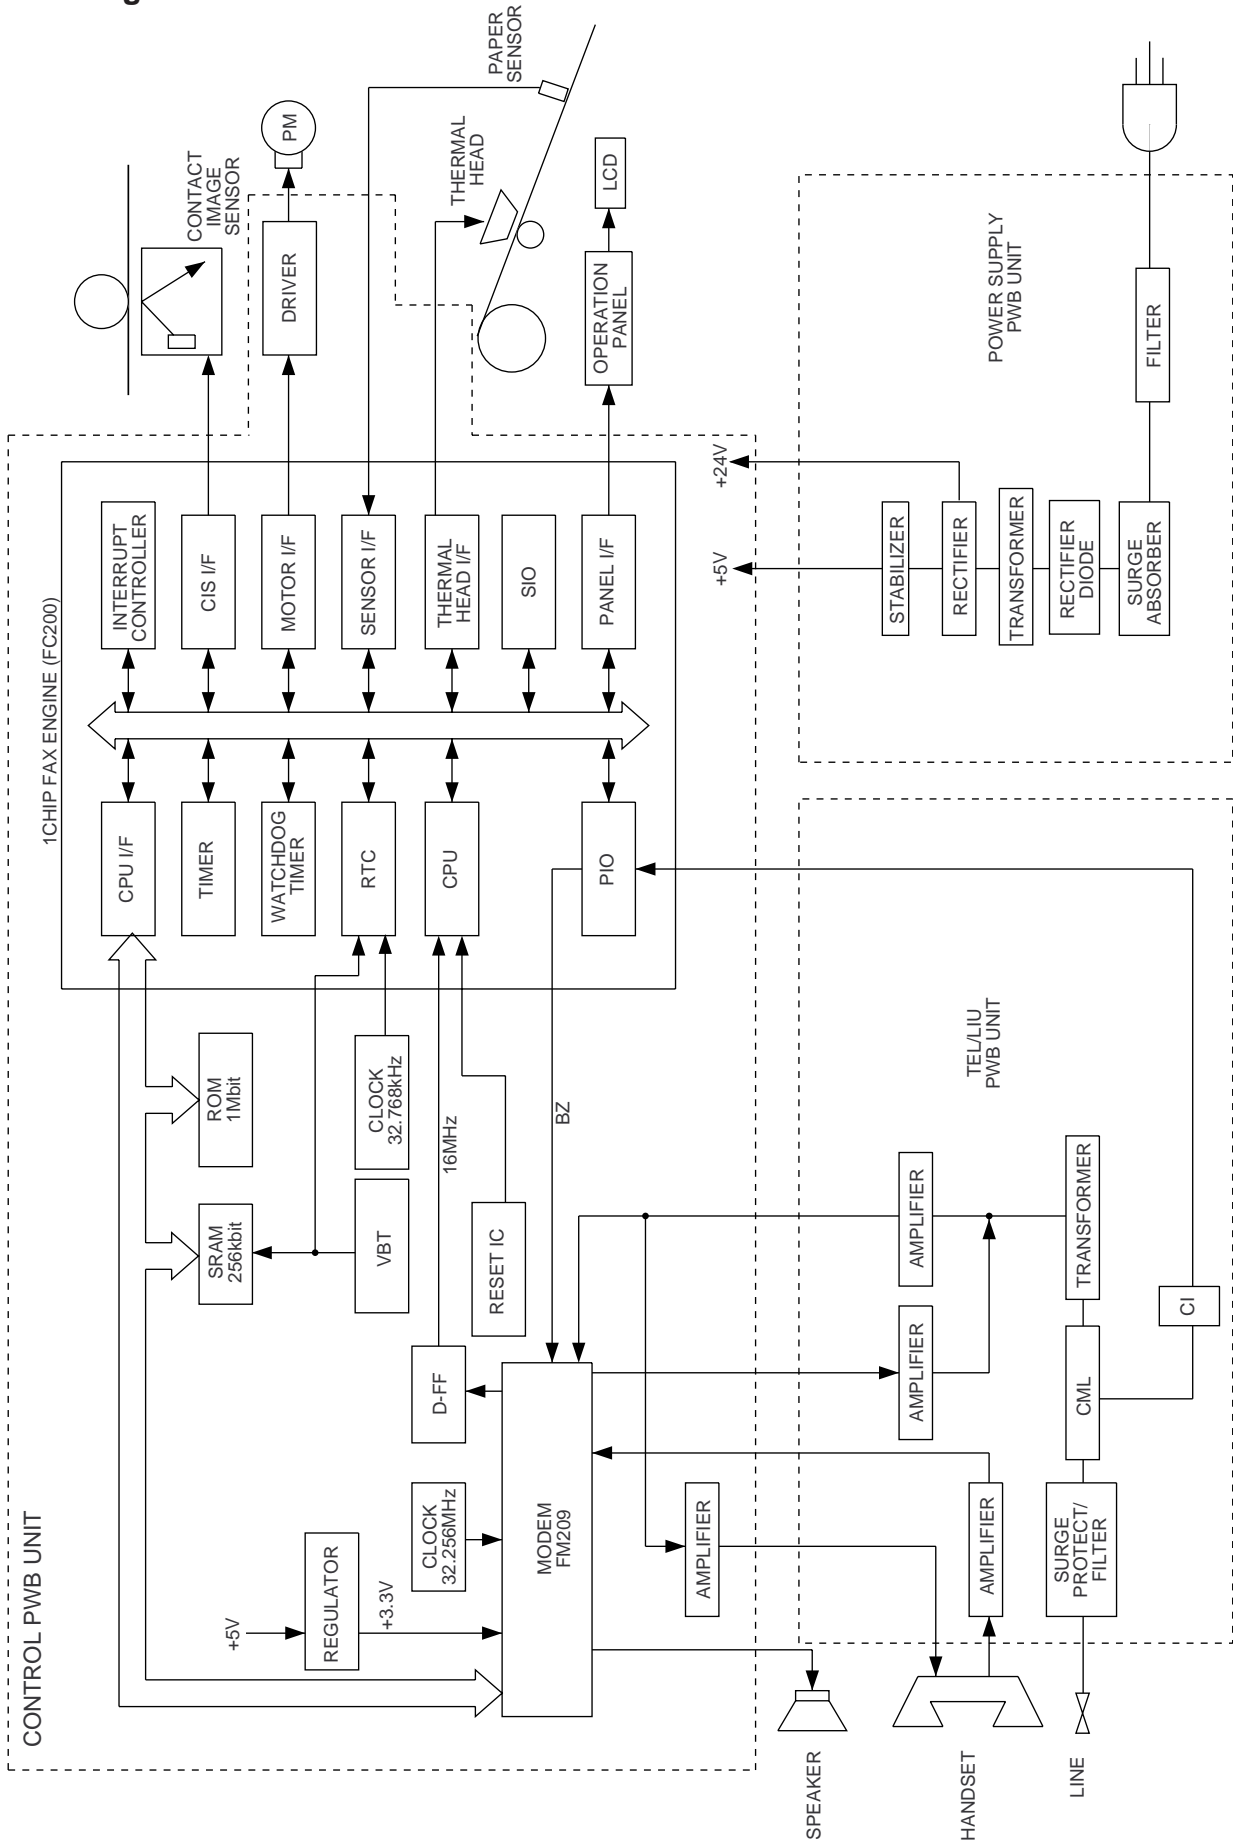 CONTROL PWB UNIT
1CHIP FAX ENGINE (FC200)
+5V
REGULATOR
+3.3V
CLOCK
32.256MHz
MODEM
FM209
D-FF
16MHz
RESET IC
BZ
SRAM
256kbit
ROM
1Mbit
VBT
CLOCK
32.768kHz
CPU I/F
TIMER
WATCHDOG
TIMER
RTC
CPU
PIO
INTERRUPT
CONTROLLER
CIS I/F
MOTOR I/F
SENSOR I/F
THERMAL
HEAD I/F
SIO
PANEL I/F
CONTACT
IMAGE
SENSOR
DRIVER
PM
THERMAL
HEAD
PAPER
SENSOR
OPERATION
PANEL
LCD
SPEAKER
HANDSET
LINE
AMPLIFIER
AMPLIFIER
AMPLIFIER
AMPLIFIER
SURGE
PROTECT/
FILTER
CML
TRANSFORMER
CI
TEL/LIU
PWB UNIT
+5V
+24V
STABILIZER
RECTIFIER
TRANSFORMER
RECTIFIER
DIODE
SURGE
ABSORBER
FILTER
POWER SUPPLY
PWB UNIT